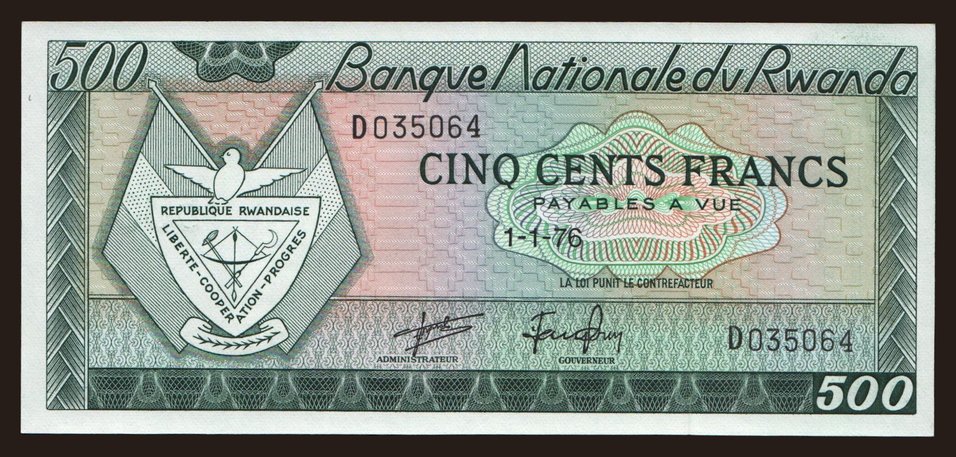 500 Banque Nationale du Rwanda
D035064
CINQ CENTS FRANCS
PAYABLES A VUE
1-1-76
LA LOI PUNIT LE CONTREFACTEUR
REPUBLIQUE RWANDAISE
LIBERTE-COOPERATION-PROGRES
ADMINISTRATEUR
GOUVERNEUR
D035064
500